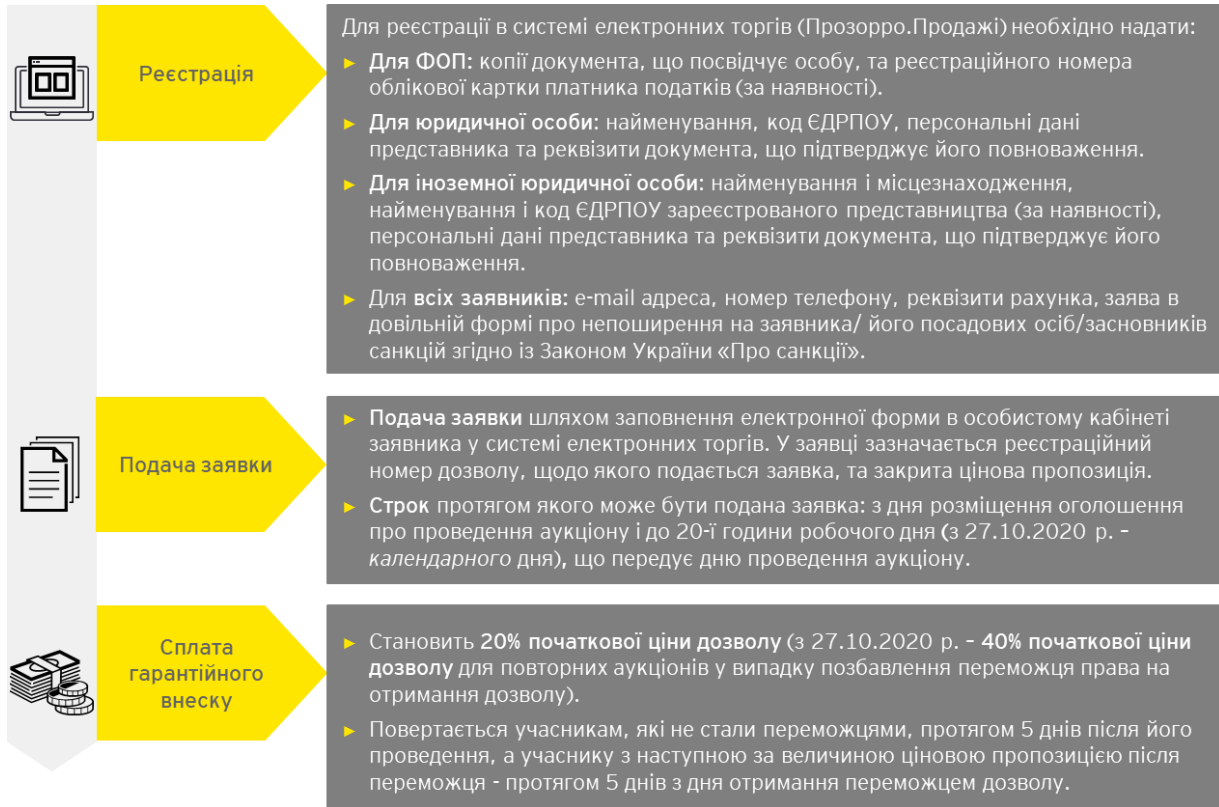 Реєстрація
Для реєстрації в системі електронних торгів (Прозорро.Продажі) необхідно надати:
► Для ФОП: копії документа, що посвідчує особу, та реєстраційного номера
облікової картки платника податків (за наявності).
► Для юридичної особи: найменування, код ЄДРПОУ, персональні дані
представника та реквізити документа, що підтверджує його повноваження.
► Для іноземної юридичної особи: найменування і місцезнаходження,
найменування і код ЄДРПОУ зареєстрованого представництва (за наявності),
персональні дані представника та реквізити документа, що підтверджує його
повноваження.
► Для всіх заявників: e-mail адреса, номер телефону, реквізити рахунка, заява в
довільній формі про непоширення на заявника/ його посадових осіб/засновників
санкцій згідно із Законом України «Про санкції».
Подача заявки
► Подача заявки шляхом заповнення електронної форми в особистому кабінеті
заявника у системі електронних торгів. У заявці зазначається реєстраційний
номер дозволу, щодо якого подається заявка, та закрита цінова пропозиція.
► Строк протягом якого може бути подана заявка: з дня розміщення оголошення
про проведення аукціону і до 20-ї години робочого дня (з 27.10.2020 р. –
календарного дня), що передує дню проведення аукціону.
Сплата
гарантійного
внеску
► Становить 20% початкової ціни дозволу (з 27.10.2020 р. – 40% початкової ціни
дозволу для повторних аукціонів у випадку позбавлення переможця права на
отримання дозволу).
► Повертається учасникам, які не стали переможцями, протягом 5 днів після його
проведення, а учаснику з наступною за величиною ціновою пропозицією після
переможця - протягом 5 днів з дня отримання переможцем дозволу.